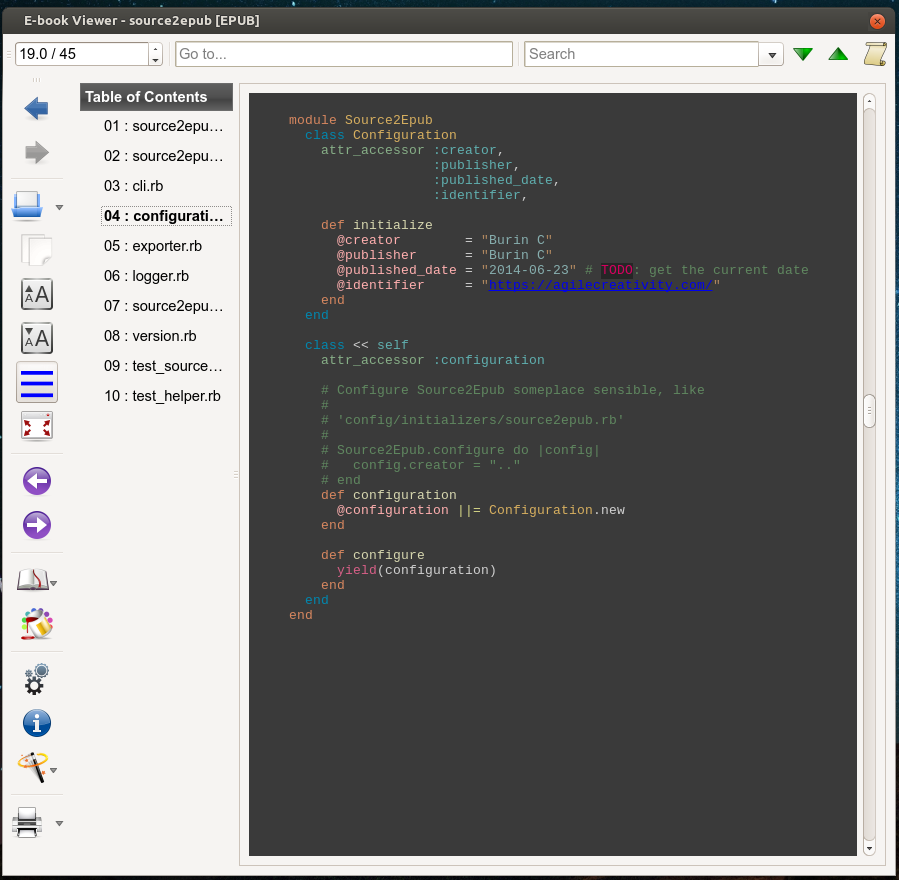 E-book Viewer - source2epub [EPUB]
19.0 / 45
Go to...
Search
Table of Contents
01 : source2epu…
02 : source2epu…
03 : cli.rb
04 : configurati…
05 : exporter.rb
06 : logger.rb
07 : source2epu…
08 : version.rb
09 : test_source…
10 : test_helper.rb
AA
AA
module Source2Epub
  class Configuration
    attr_accessor :creator,
                  :publisher,
                  :published_date,
                  :identifier,

    def initialize
      @creator        = "Burin C"
      @publisher      = "Burin C"
      @published_date = "2014-06-23" # TODO: get the current date
      @identifier     = "https://agilecreativity.com/"
    end
  end

  class << self
    attr_accessor :configuration

    # Configure Source2Epub someplace sensible, like
    #
    # 'config/initializers/source2epub.rb'
    #
    # Source2Epub.configure do |config|
    #   config.creator = ".."
    # end
    def configuration
      @configuration ||= Configuration.new
    end

    def configure
      yield(configuration)
    end
  end
end